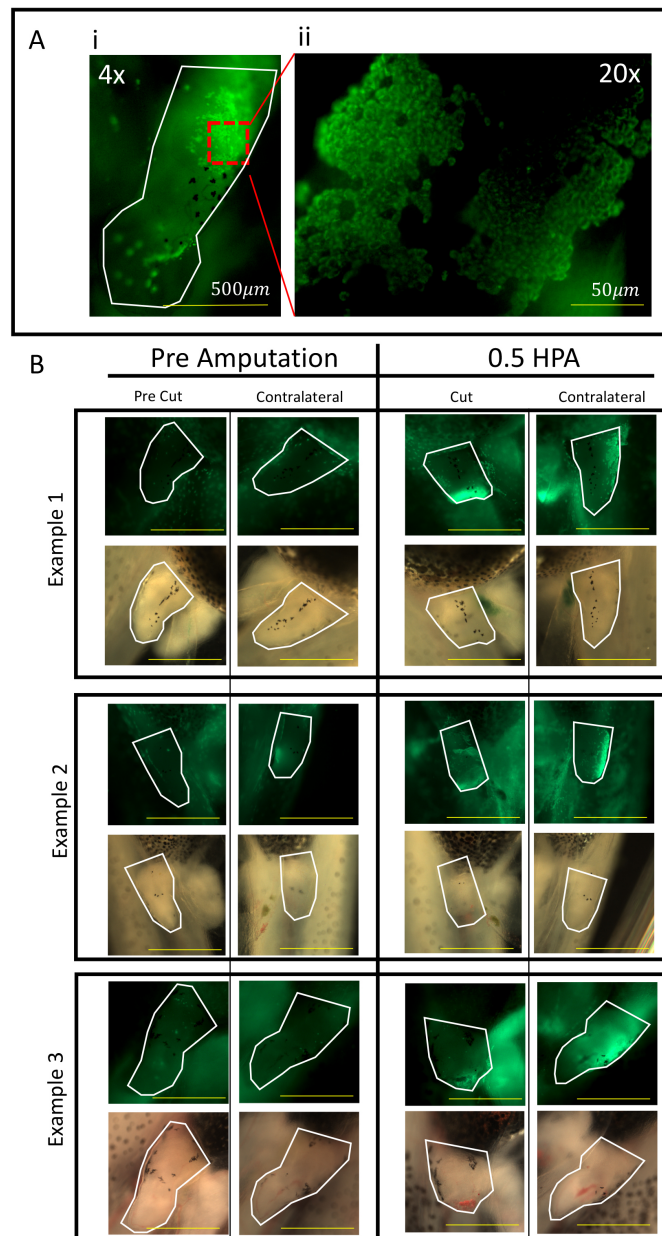 A
i
ii
4x
20x
500μm
50μm
B
Pre Amputation
0.5 HPA
Pre Cut
Contralateral
Cut
Contralateral
Example 1
Example 2
Example 3